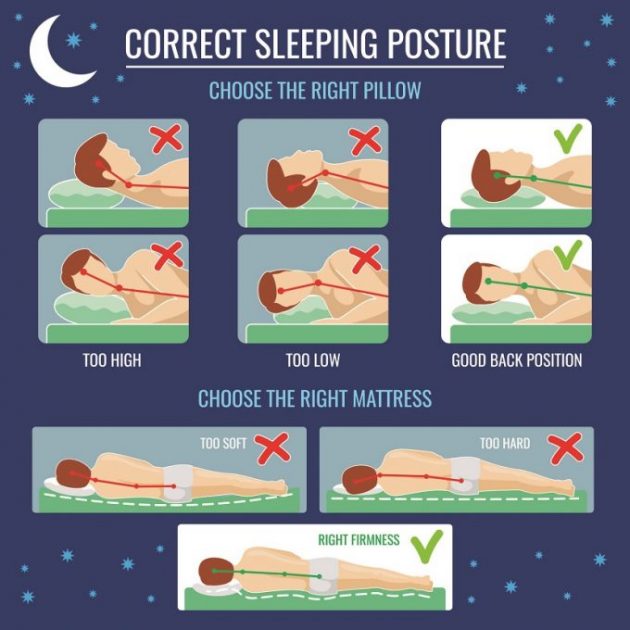 CORRECT SLEEPING POSTURE
CHOOSE THE RIGHT PILLOW
TOO HIGH
TOO LOW
GOOD BACK POSITION
CHOOSE THE RIGHT MATTRESS
TOO SOFT
TOO HARD
RIGHT FIRMNESS